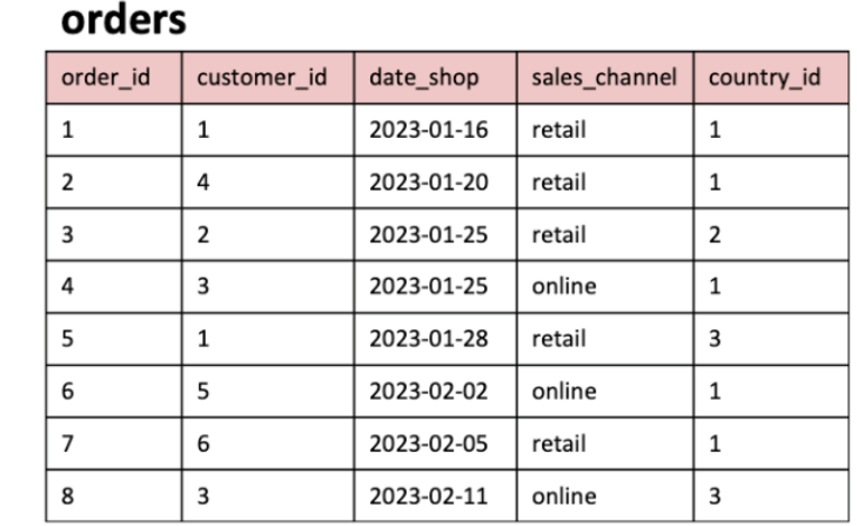 orders
order_id customer_id date_shop sales_channel country_id
1 1 2023-01-16 retail 1
2 4 2023-01-20 retail 1
3 2 2023-01-25 retail 2
4 3 2023-01-25 online 1
5 1 2023-01-28 retail 3
6 5 2023-02-02 online 1
7 6 2023-02-05 retail 1
8 3 2023-02-11 online 3